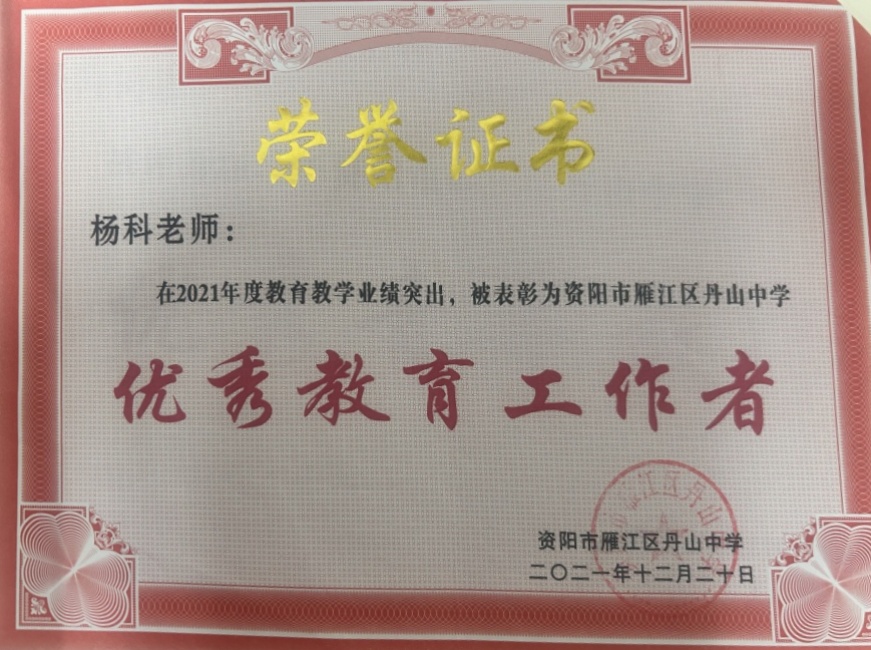 荣誉证书
杨科老师：
在2021年度教育教学业绩突出，被表彰为资阳市雁江区丹山中学
优秀教育工作者
资阳市雁江区丹山中学
二〇二一年十二月二十日